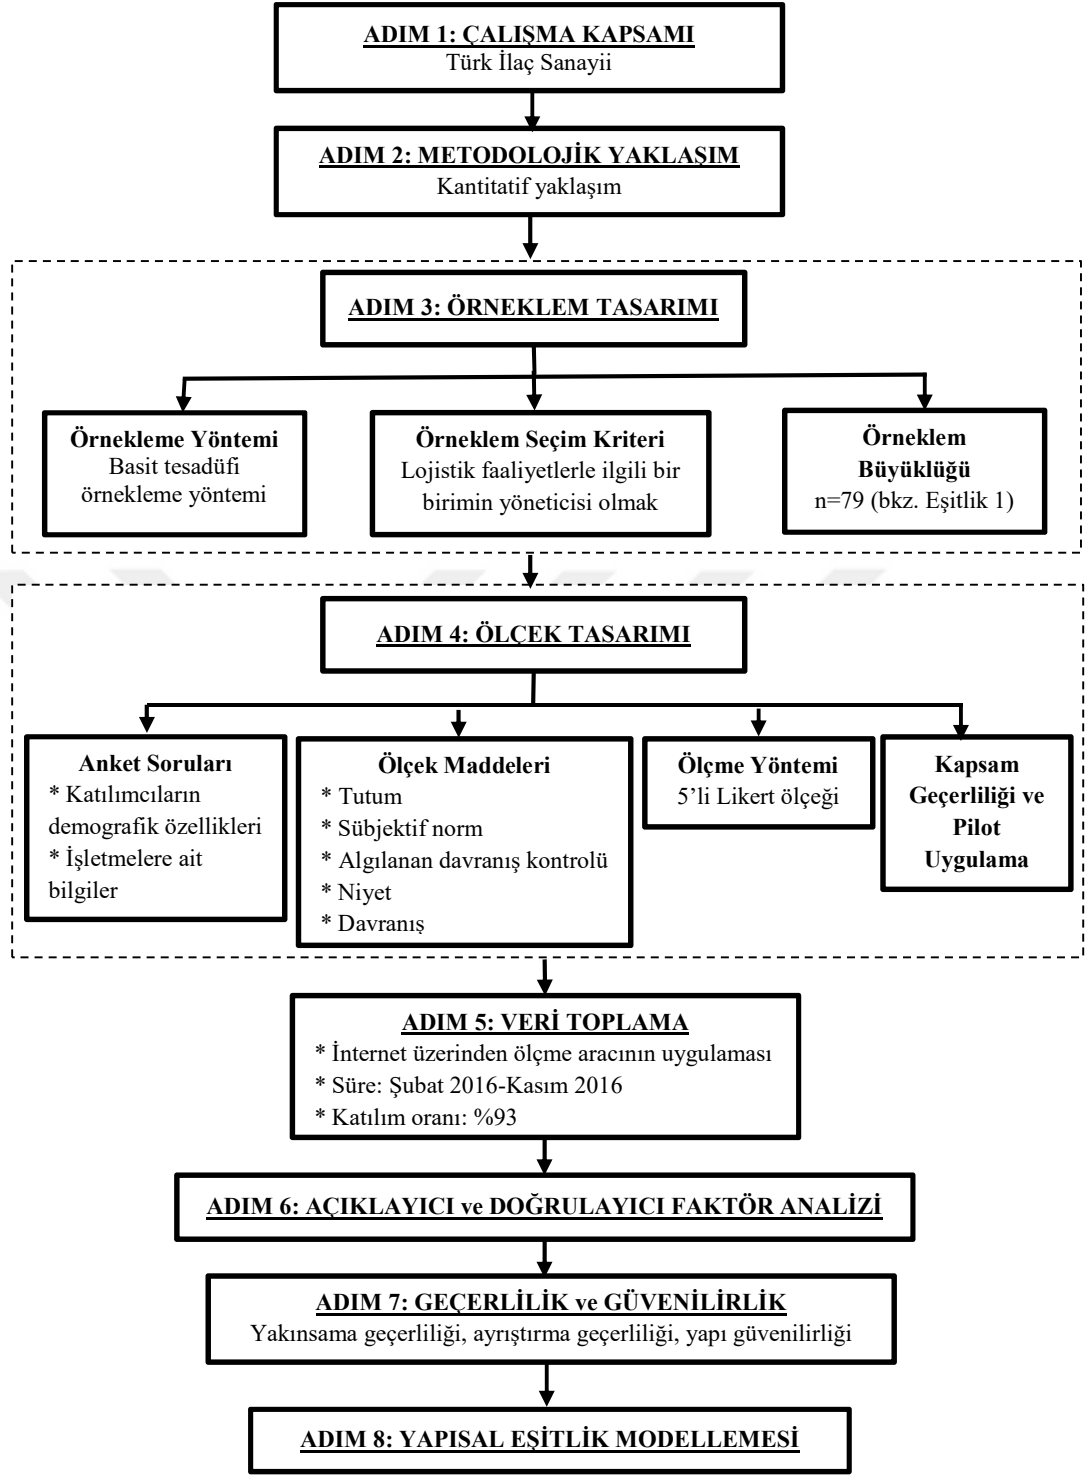 ADIM 1: ÇALIŞMA KAPSAMI
Türk İlaç Sanayii
ADIM 2: METODOLOJİK YAKLAŞIM
Kantitatif yaklaşım
ADIM 3: ÖRNEKLEM TASARIMI
Örnekleme Yöntemi
Basit tesadüfi
örnekleme yöntemi
Örneklem Seçim Kriteri
Lojistik faaliyetlerle ilgili bir
birimin yöneticisi olmak
Örneklem
Büyüklüğü
n=79 (bkz. Eşitlik 1)
ADIM 4: ÖLÇEK TASARIMI
Anket Soruları
* Katılımcıların
demografik özellikleri
* İşletmelere ait
bilgiler
Ölçek Maddeleri
* Tutum
* Sübjektif norm
* Algılanan davranış kontrolü
* Niyet
* Davranış
Ölçme Yöntemi
5’li Likert ölçeği
Kapsam
Geçerliliği ve
Pilot
Uygulama
ADIM 5: VERİ TOPLAMA
* İnternet üzerinden ölçme aracının uygulaması
* Süre: Şubat 2016-Kasım 2016
* Katılım oranı: %93
ADIM 6: AÇIKLAYICI ve DOĞRULAYICI FAKTÖR ANALİZİ
ADIM 7: GEÇERLİLİK ve GÜVENİLİRLİK
Yakınsama geçerliliği, ayrıştırma geçerliliği, yapı güvenilirliği
ADIM 8: YAPISAL EŞİTLİK MODELLEMESİ